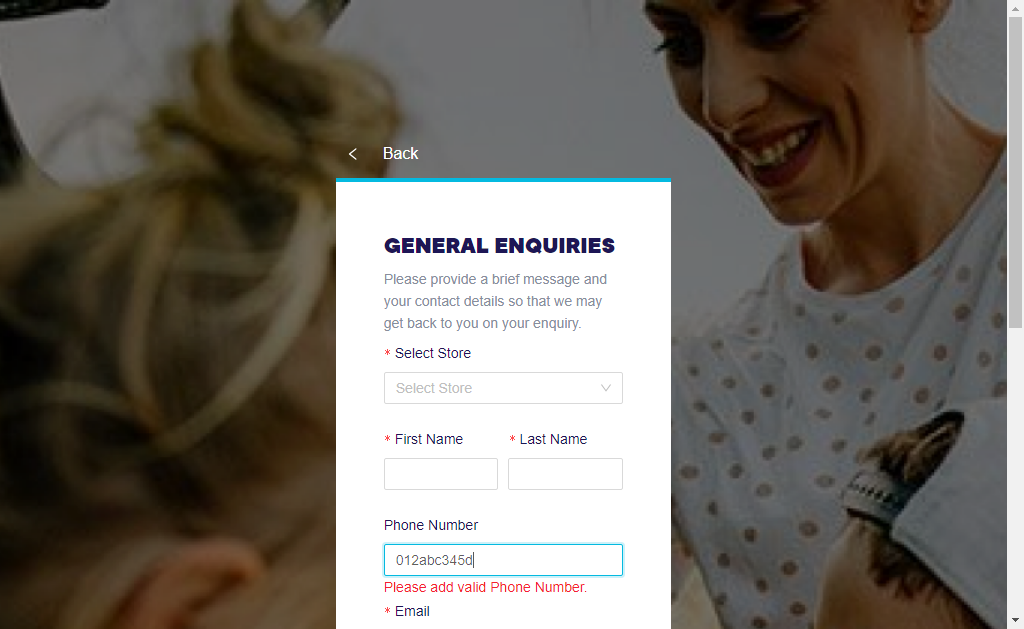 Back
GENERAL ENQUIRIES
Please provide a brief message and
your contact details so that we may
get back to you on your enquiry.
* Select Store
Select Store
* First Name * Last Name
Phone Number
012abc345d
Please add valid Phone Number.
* Email